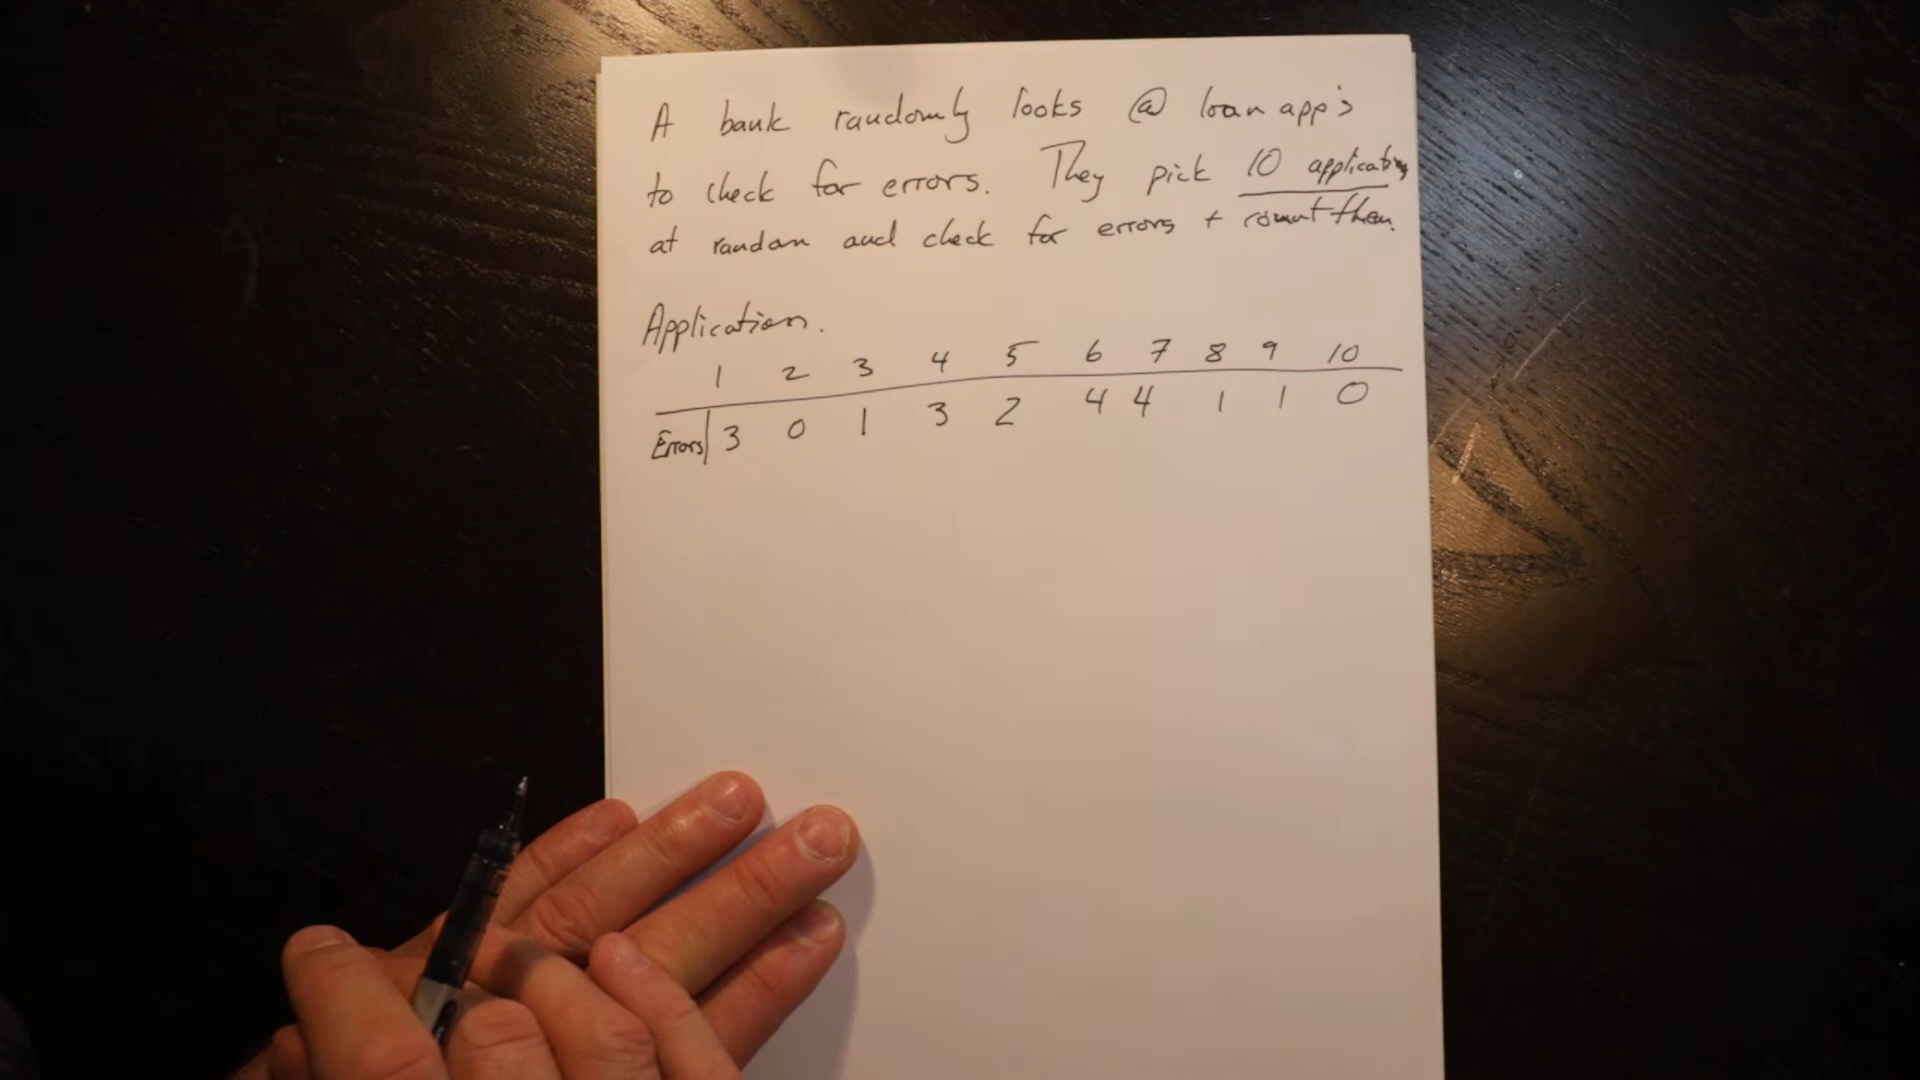 A bank randomly looks @ loan app's
to check for errors. They pick 10 applications
at random and check for errors + count them.
Application.
1 2 3 4 5 6 7 8 9 10
Errors 3 0 1 3 2 4 4 1 1 0